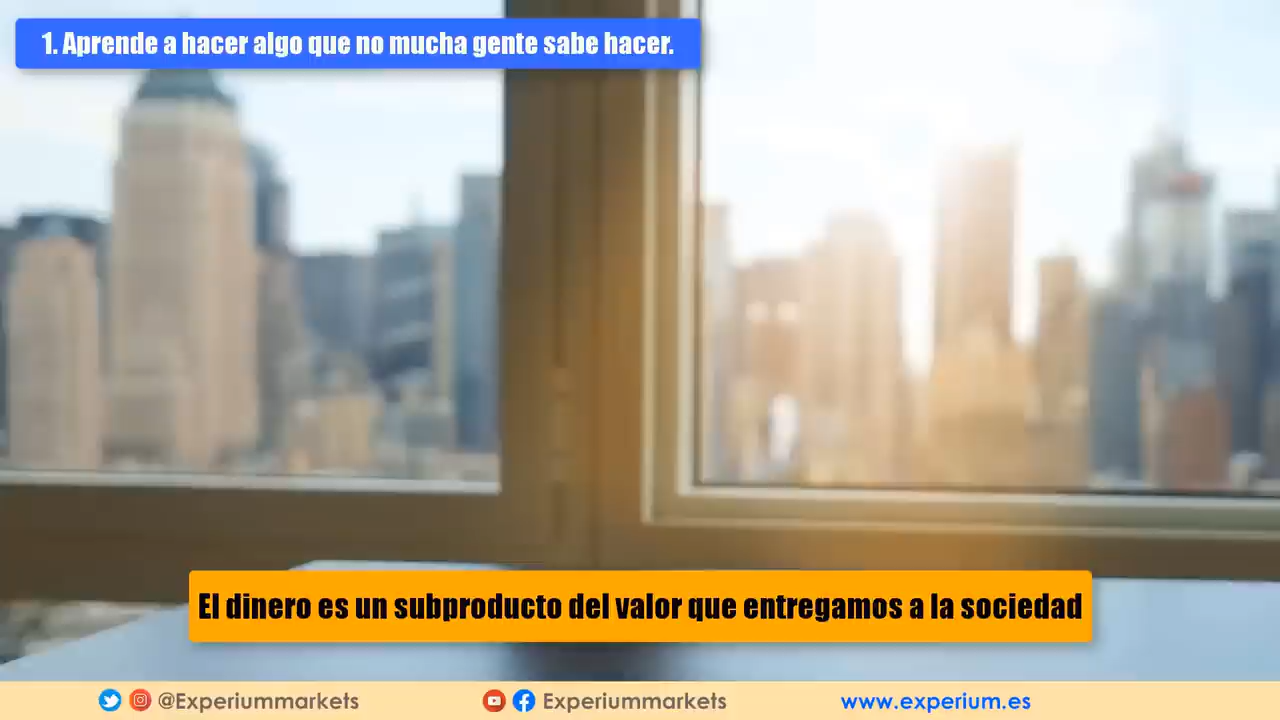 1. Aprende a hacer algo que no mucha gente sabe hacer.
El dinero es un subproducto del valor que entregamos a la sociedad
@Experiummarkets
Experiummarkets
www.experium.es